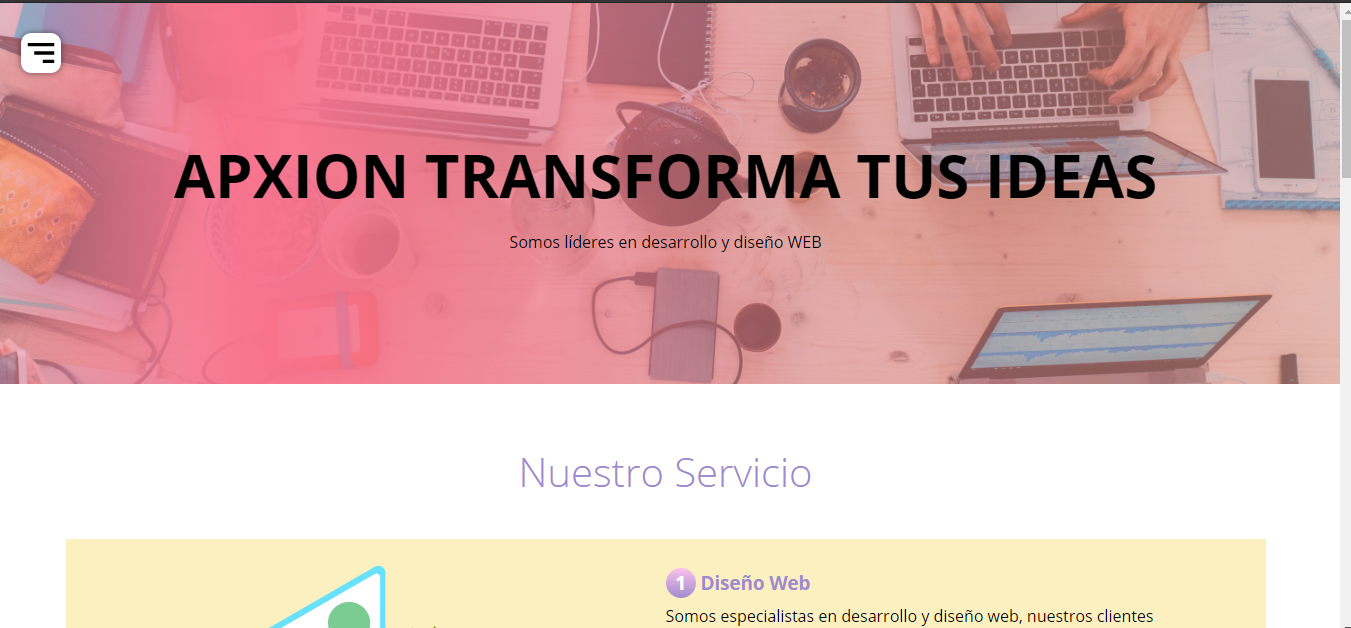 APXION TRANSFORMA TUS IDEAS
Somos líderes en desarrollo y diseño WEB
Nuestro Servicio
1 Diseño Web
Somos especialistas en desarrollo y diseño web, nuestros clientes